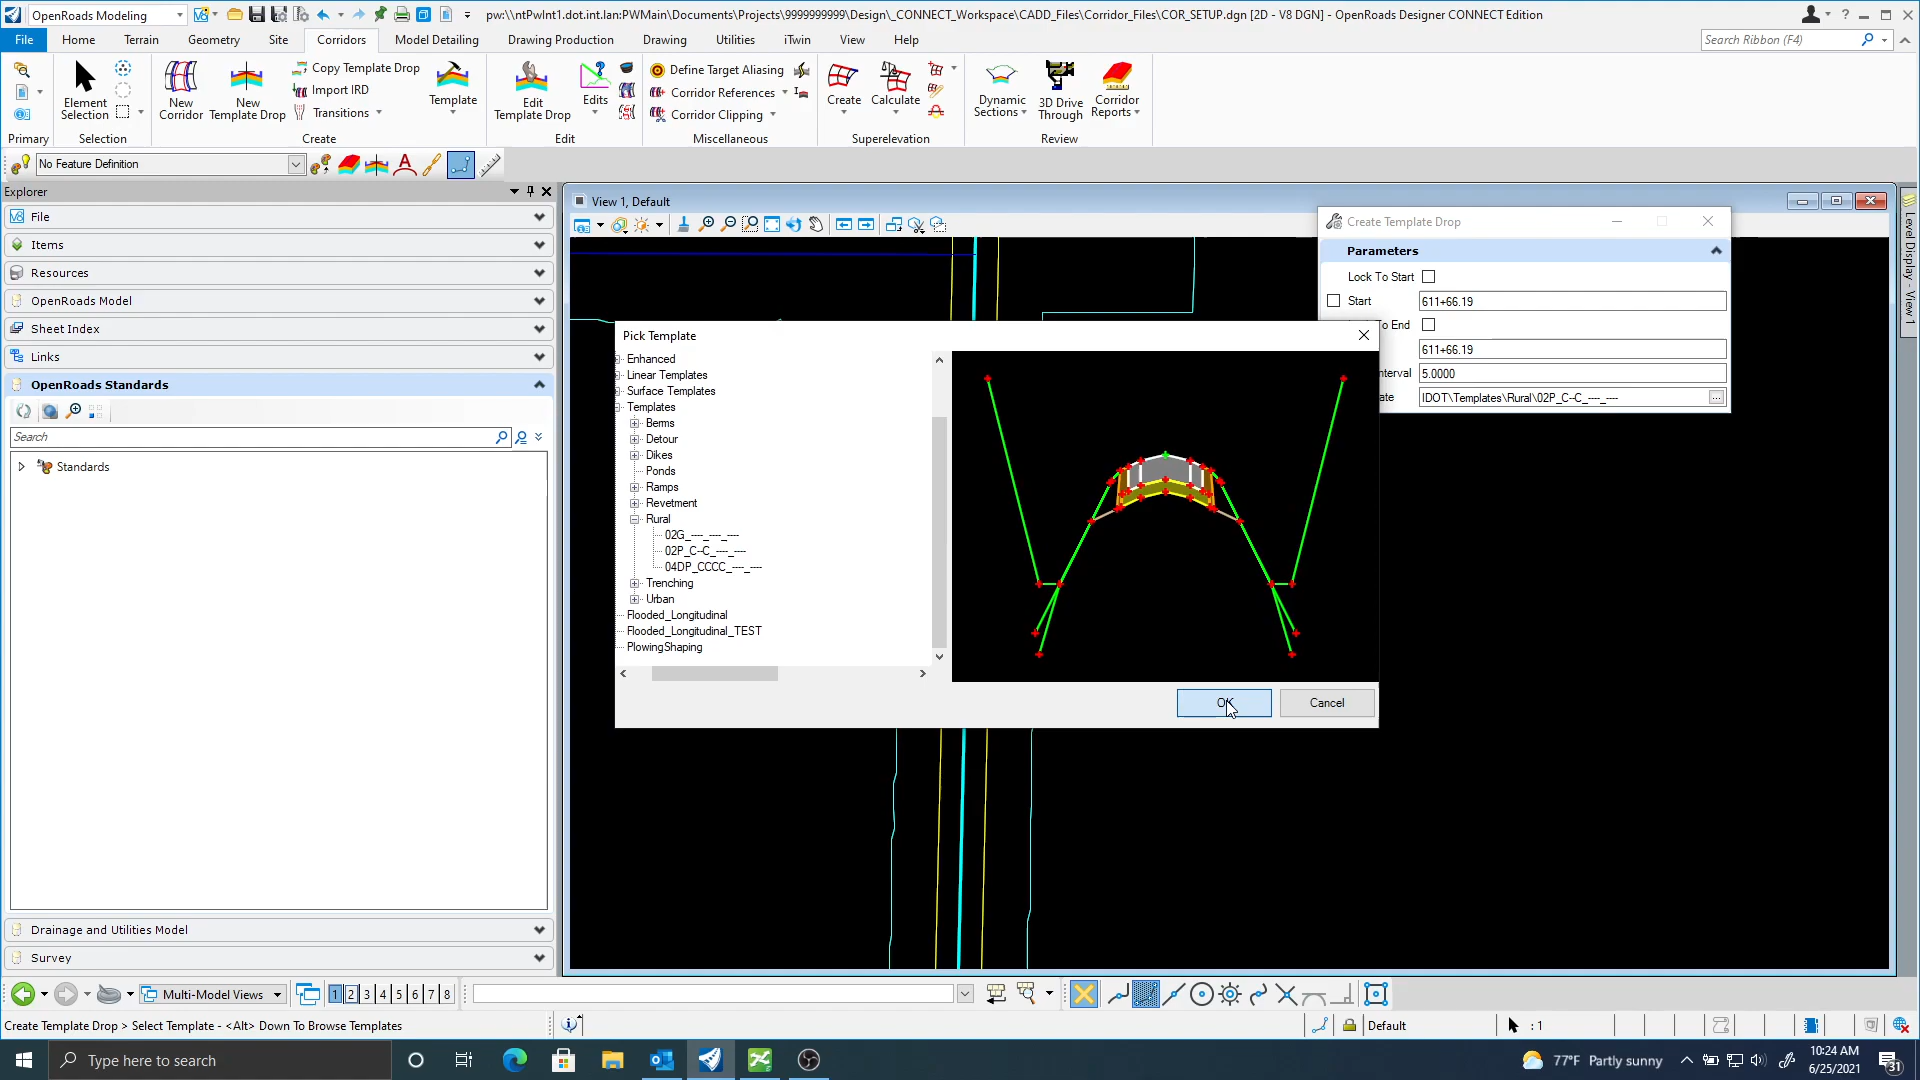 OpenRoads Modeling
pw:\\ntPwInt1.dot.int.lan:PWMain\Documents\Projects\9999999999\Design\_CONNECT_Workspace\CADD_Files\Corridor_Files\COR_SETUP.dgn [2D - V8 DGN] - OpenRoads Designer CONNECT Edition
File Home Terrain Geometry Site Corridors Model Detailing Drawing Production Drawing Utilities iTwin View Help
Search Ribbon (F4)
Element Selection
New Corridor
New Template Drop
Copy Template Drop
Import IRD
Transitions
Template
Edit Template Drop
Edits
Define Target Aliasing
Corridor References
Corridor Clipping
Create
Calculate
Dynamic Sections
3D Drive Through
Corridor Reports
Primary Selection Create Edit Miscellaneous Superelevation Review
No Feature Definition
Explorer
File
Items
Resources
OpenRoads Model
Sheet Index
Links
OpenRoads Standards
Search
Standards
Drainage and Utilities Model
Survey
View 1, Default
Level Display - View 1
Create Template Drop
Parameters
Lock To Start
Start 611+66.19
To End
611+66.19
nterval 5.0000
ate IDOT\Templates\Rural\02P_C--C_----_----
Pick Template
Enhanced
Linear Templates
Surface Templates
Templates
Berms
Detour
Dikes
Ponds
Ramps
Revetment
Rural
02G_----_----_----
02P_C--C_----_----
04DP_CCCC_----_----
Trenching
Urban
Flooded_Longitudinal
Flooded_Longitudinal_TEST
PlowingShaping
OK Cancel
Multi-Model Views 1 2 3 4 5 6 7 8
Create Template Drop > Select Template - <Alt> Down To Browse Templates
Default
: 1
Type here to search
77°F Partly sunny
10:24 AM
6/25/2021
31